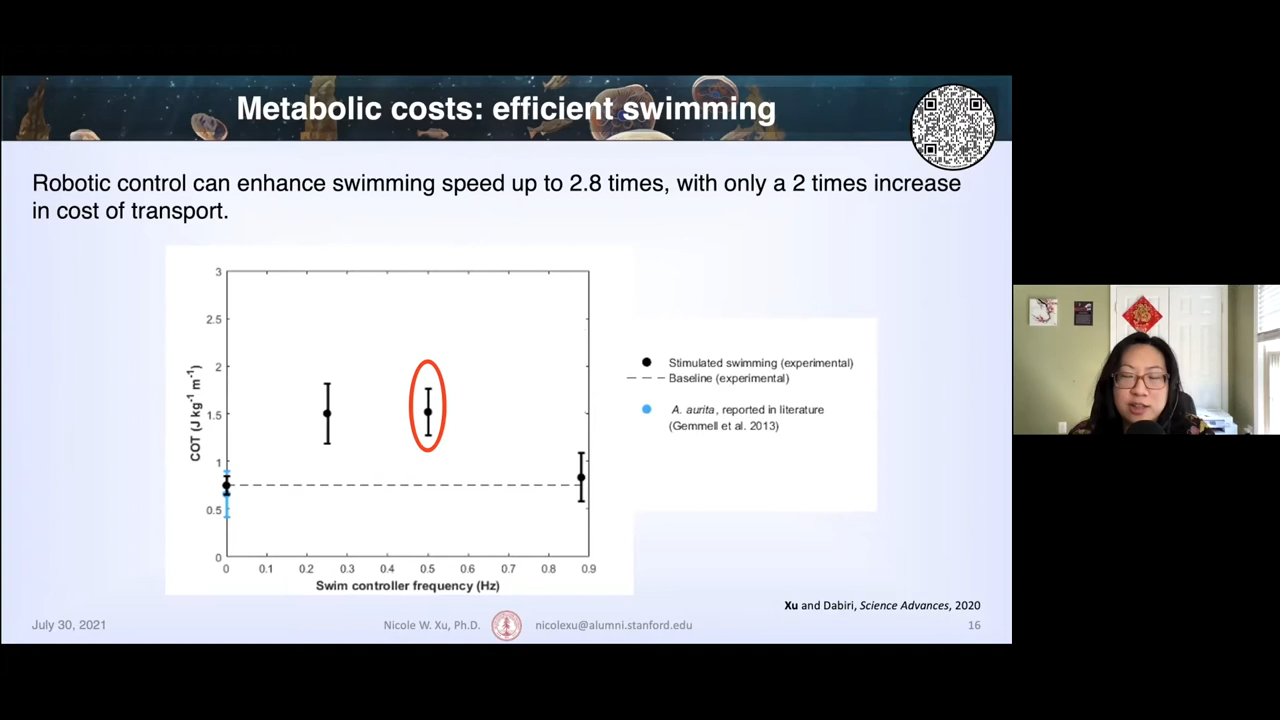 Metabolic costs: efficient swimming
Robotic control can enhance swimming speed up to 2.8 times, with only a 2 times increase
in cost of transport.
3
2.5
2
1.5
1
0.5
0
COT (J kg⁻¹ m⁻¹)
0 0.1 0.2 0.3 0.4 0.5 0.6 0.7 0.8 0.9
Swim controller frequency (Hz)
Stimulated swimming (experimental)
Baseline (experimental)
A. aurita, reported in literature
(Gemmell et al. 2013)
Xu and Dabiri, Science Advances, 2020
July 30, 2021
Nicole W. Xu, Ph.D.
nicolexu@alumni.stanford.edu
16